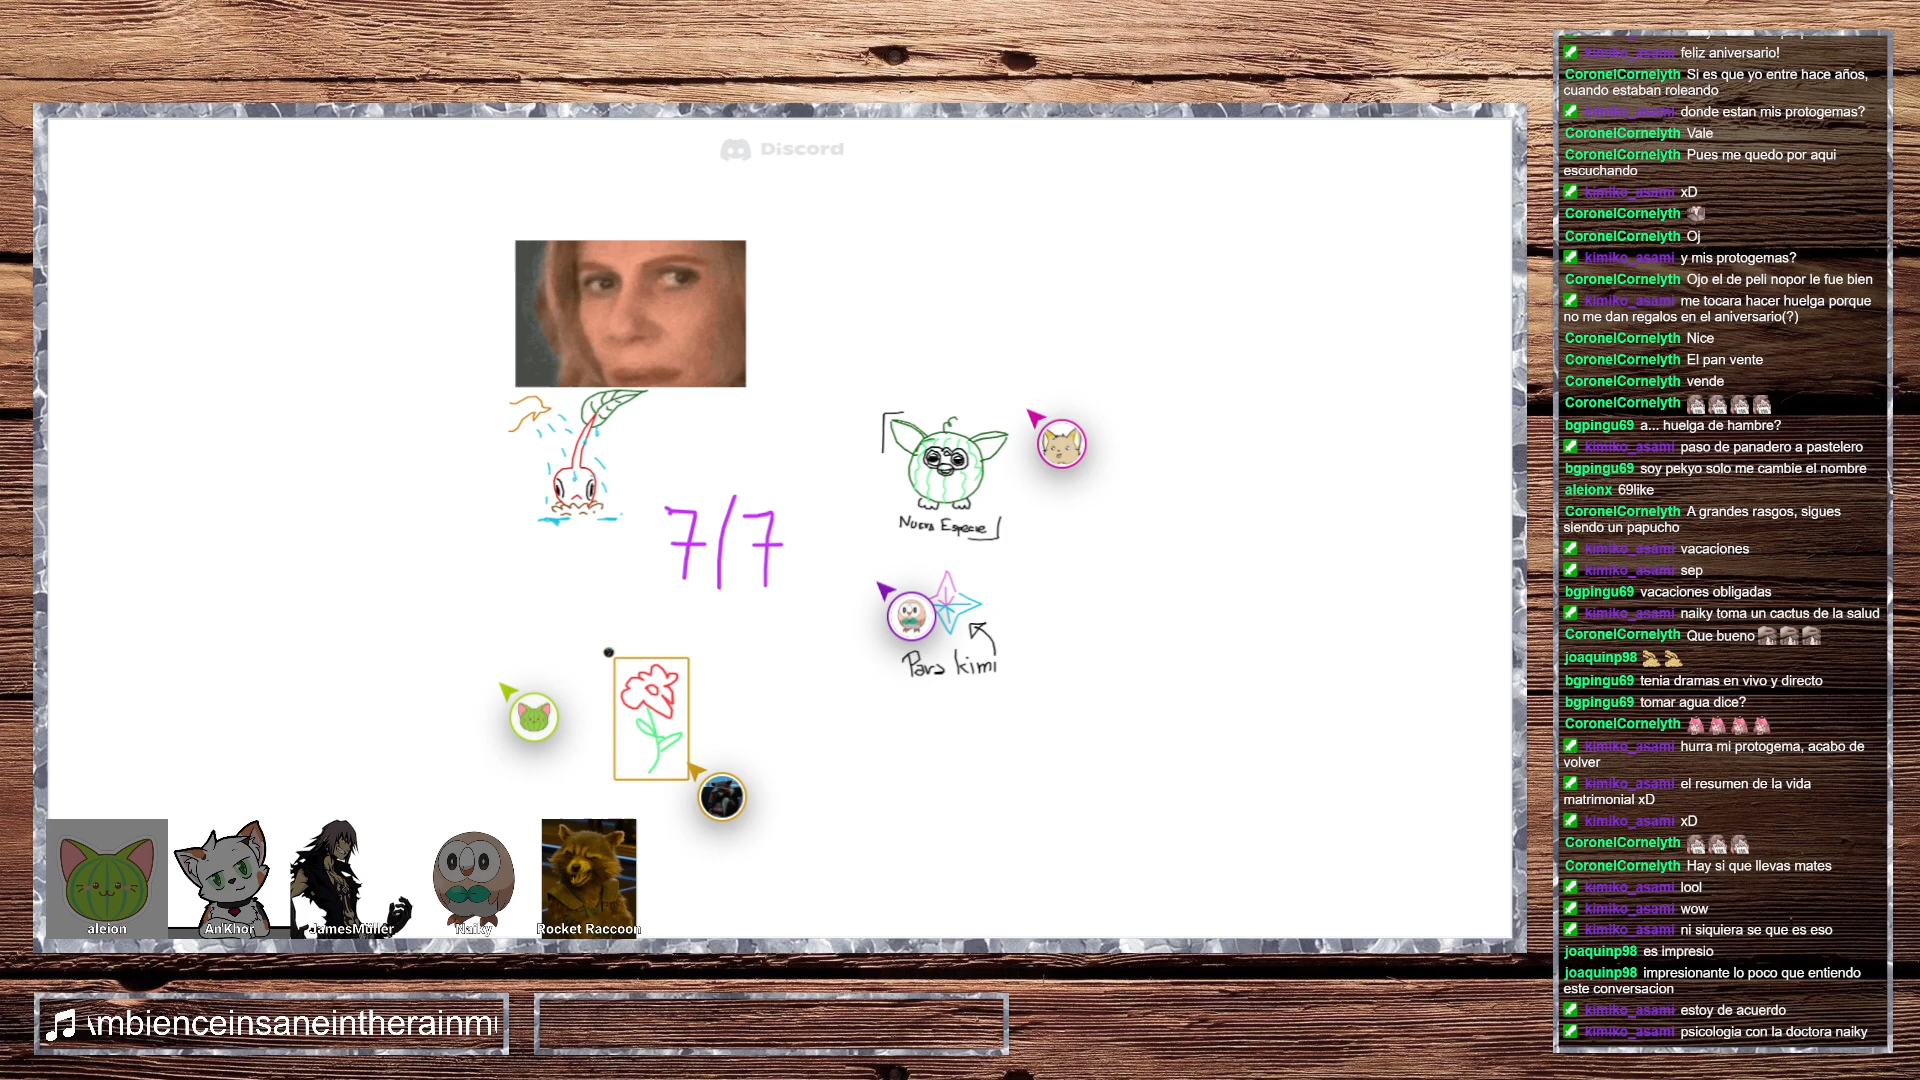 Discord
7/7
Nueva Especie
Para kimi
aleion
An'Khor
JamesMüller
Naiky
Rocket Raccoon
mbienceinsaneintherainm
kimiko_asami feliz aniversario!
CoronelCornelyth Si es que yo entre hace años,
cuando estaban roleando
kimiko_asami donde estan mis protogemas?
CoronelCornelyth Vale
CoronelCornelyth Pues me quedo por aqui
escuchando
kimiko_asami xD
CoronelCornelyth
CoronelCornelyth Oj
kimiko_asami y mis protogemas?
CoronelCornelyth Ojo el de peli nopor le fue bien
kimiko_asami me tocara hacer huelga porque
no me dan regalos en el aniversario(?)
CoronelCornelyth Nice
CoronelCornelyth El pan vente
CoronelCornelyth vende
CoronelCornelyth
bgpingu69 a... huelga de hambre?
kimiko_asami paso de panadero a pastelero
bgpingu69 soy pekyo solo me cambie el nombre
aleionx 69like
CoronelCornelyth A grandes rasgos, sigues
siendo un papucho
kimiko_asami vacaciones
kimiko_asami sep
bgpingu69 vacaciones obligadas
kimiko_asami naiky toma un cactus de la salud
CoronelCornelyth Que bueno
joaquinp98
bgpingu69 tenia dramas en vivo y directo
bgpingu69 tomar agua dice?
CoronelCornelyth
kimiko_asami hurra mi protogema, acabo de
volver
kimiko_asami el resumen de la vida
matrimonial xD
kimiko_asami xD
CoronelCornelyth
CoronelCornelyth Hay si que llevas mates
kimiko_asami lool
kimiko_asami wow
kimiko_asami ni siquiera se que es eso
joaquinp98 es impresio
joaquinp98 impresionante lo poco que entiendo
este conversacion
kimiko_asami estoy de acuerdo
kimiko_asami psicologia con la doctora naiky